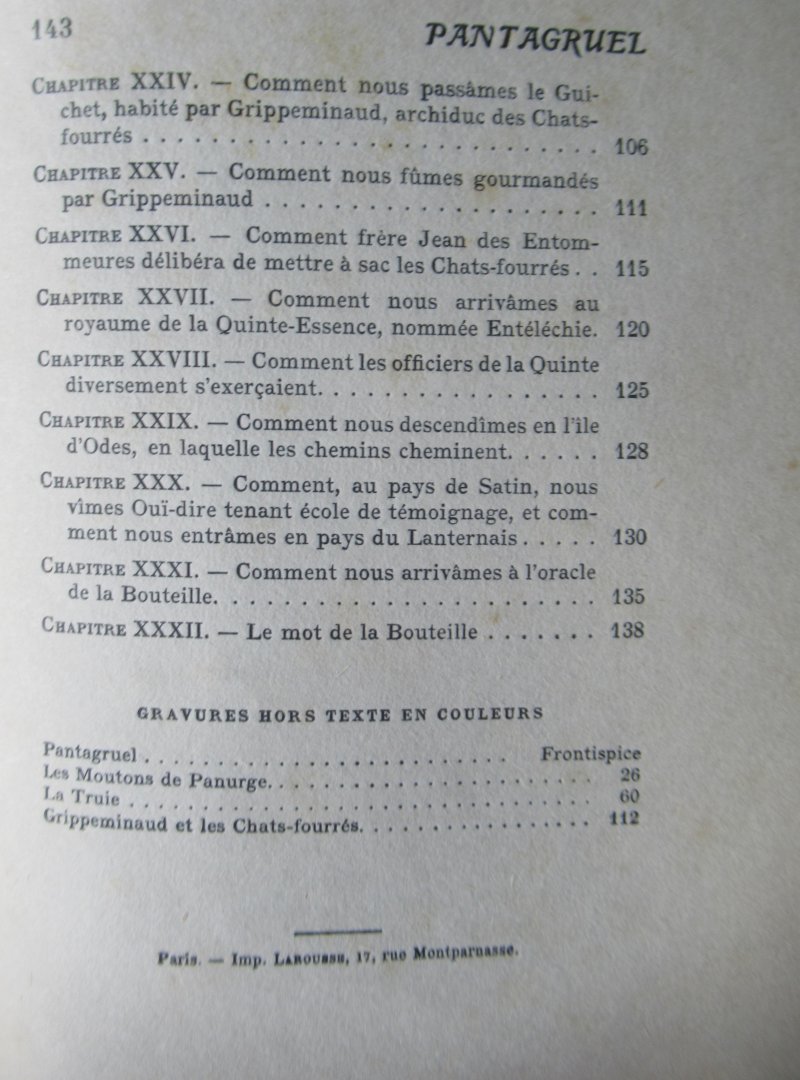 143 PANTAGRUEL
CHAPITRE XXIV. — Comment nous passâmes le Gui-
chet, habité par Grippeminaud, archiduc des Chats-
fourrés . . . . . . . . . . . . . . . . . . . . . . . . . . . 106
CHAPITRE XXV. — Comment nous fûmes gourmandés
par Grippeminaud . . . . . . . . . . . . . . . . . . . . 111
CHAPITRE XXVI. — Comment frère Jean des Entom-
meures délibéra de mettre à sac les Chats-fourrés . . 115
CHAPITRE XXVII. — Comment nous arrivâmes au
royaume de la Quinte-Essence, nommée Entéléchie. 120
CHAPITRE XXVIII. — Comment les officiers de la Quinte
diversement s'exerçaient. . . . . . . . . . . . . . . . . 125
CHAPITRE XXIX. — Comment nous descendîmes en l'île
d'Odes, en laquelle les chemins cheminent. . . . . . 128
CHAPITRE XXX. — Comment, au pays de Satin, nous
vîmes Ouï-dire tenant école de témoignage, et com-
ment nous entrâmes en pays du Lanternais . . . . . 130
CHAPITRE XXXI. — Comment nous arrivâmes à l'oracle
de la Bouteille. . . . . . . . . . . . . . . . . . . . . . . 135
CHAPITRE XXXII. — Le mot de la Bouteille . . . . . . . 138
GRAVURES HORS TEXTE EN COULEURS
Pantagruel . . . . . . . . . . . . . . . . . . . . . . Frontispice
Les Moutons de Panurge. . . . . . . . . . . . . . . . . . . . 26
La Truie . . . . . . . . . . . . . . . . . . . . . . . . . . . . 60
Grippeminaud et les Chats-fourrés. . . . . . . . . . . . . . 112
Paris. — Imp. LAROUSSE, 17, rue Montparnasse.